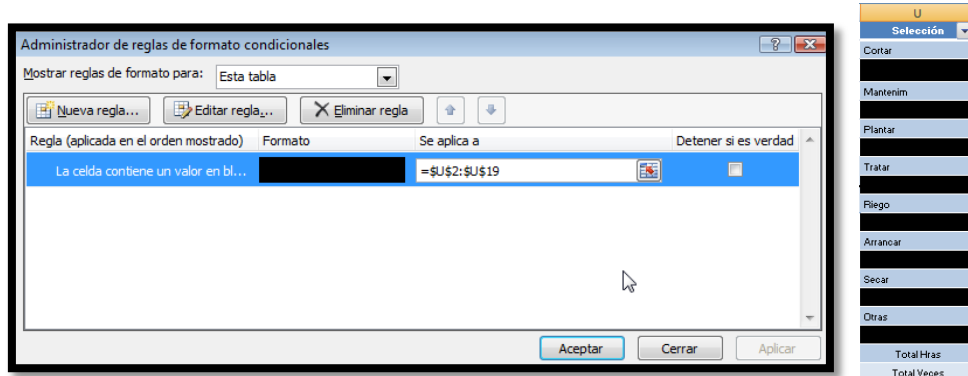 Administrador de reglas de formato condicionales
Mostrar reglas de formato para: Esta tabla
Nueva regla... Editar regla... Eliminar regla
Regla (aplicada en el orden mostrado) Formato Se aplica a Detener si es verdad
La celda contiene un valor en bl... =$U$2:$U$19
Aceptar Cerrar Aplicar
U
Selección
Cortar
Mantenim
Plantar
Tratar
Riego
Arrancar
Secar
Otras
Total Hras
Total Veces